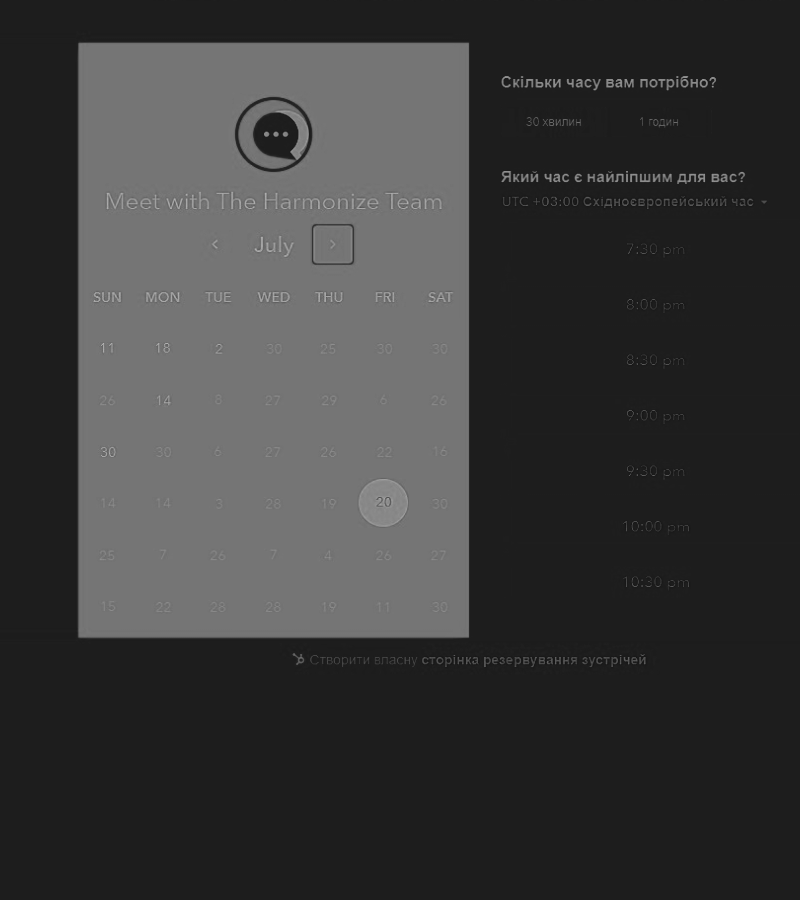 Meet with The Harmonize Team
July
SUN MON TUE WED THU FRI SAT
11 18 2 30 25 30 30
26 14 8 27 29 6 26
30 30 6 27 26 22 16
14 14 3 28 19 20 30
25 7 26 7 4 26 27
15 22 28 28 19 11 30
Скільки часу вам потрібно?
30 хвилин 1 годин
Який час є найліпшим для вас?
UTC +03:00 Східноєвропейський час
7:30 pm
8:00 pm
8:30 pm
9:00 pm
9:30 pm
10:00 pm
10:30 pm
Створити власну сторінка резервування зустрічей